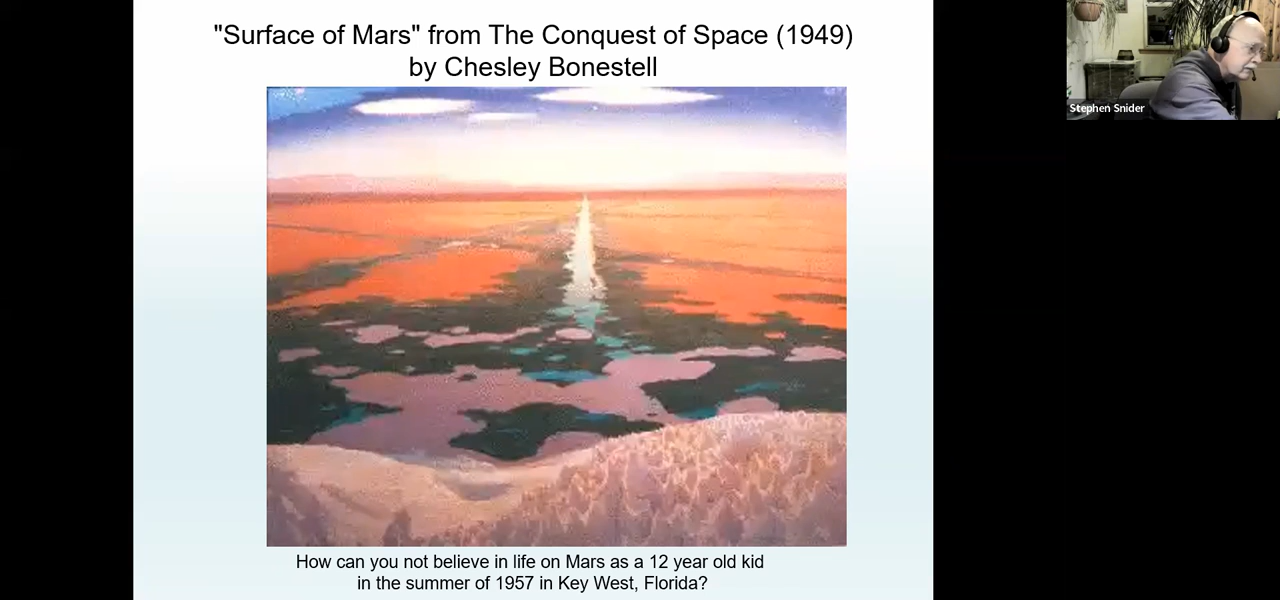 "Surface of Mars" from The Conquest of Space (1949)
by Chesley Bonestell
Stephen Snider
How can you not believe in life on Mars as a 12 year old kid
in the summer of 1957 in Key West, Florida?